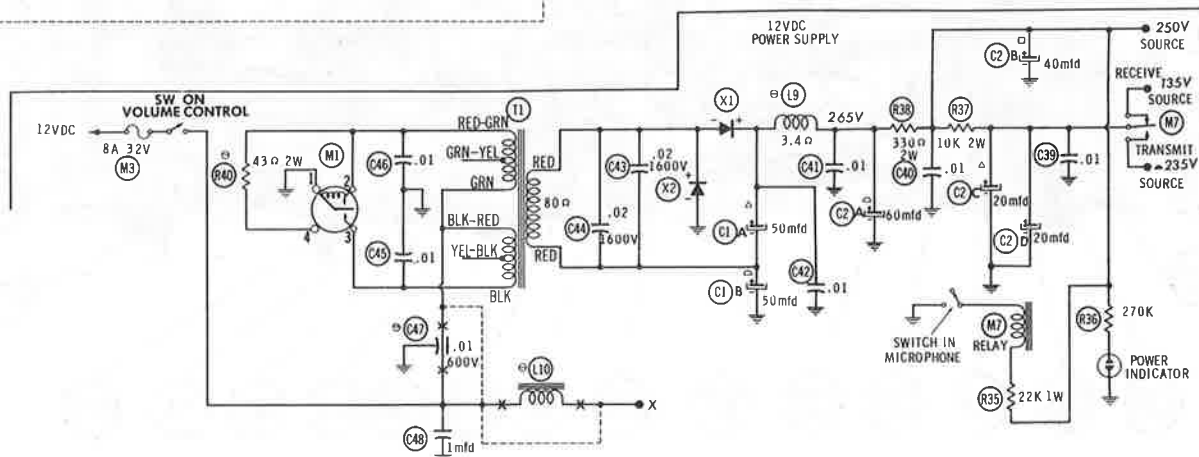 12VDC
POWER SUPPLY
250V
SOURCE
C2 B
40mfd
RECEIVE
135V
SOURCE
M7
TRANSMIT
235V
SOURCE
SW ON
VOLUME CONTROL
12VDC
8A 32V
M3
R40
43Ω 2W
M1
1
2
3
4
C46
.01
C45
.01
T1
RED-GRN
GRN-YEL
GRN
BLK-RED
YEL-BLK
BLK
RED
80Ω
RED
C43
.02
1600V
C44
.02
1600V
X1
X2
L9
3.4Ω
265V
C1 A
50mfd
C1 B
50mfd
C42
.01
C41
.01
C2 A
60mfd
R38
330Ω
2W
C40
.01
R37
10K 2W
C2 C
20mfd
C2 D
20mfd
C39
.01
C47
.01
600V
L10
X
C48
1mfd
SWITCH IN
MICROPHONE
M7
RELAY
R35
22K 1W
R36
270K
POWER
INDICATOR